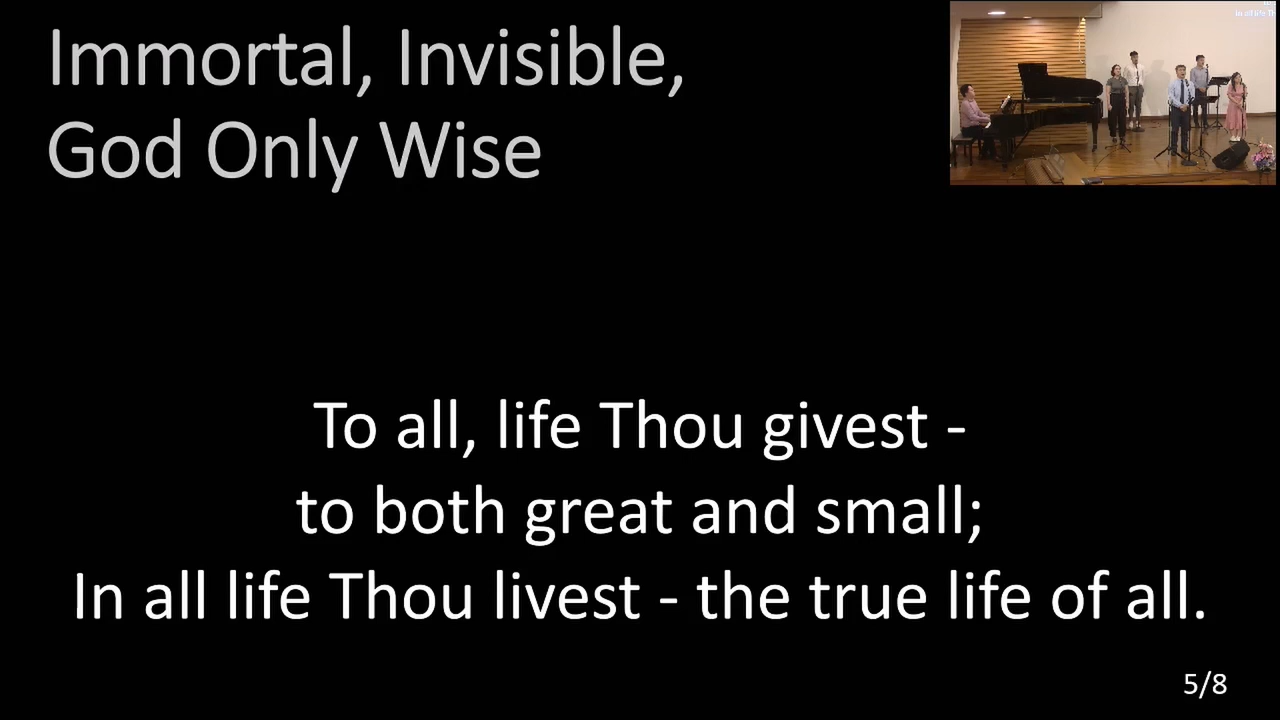 Immortal, Invisible,
God Only Wise
To all, life Thou givest -
to both great and small;
In all life Thou livest - the true life of all.
5/8